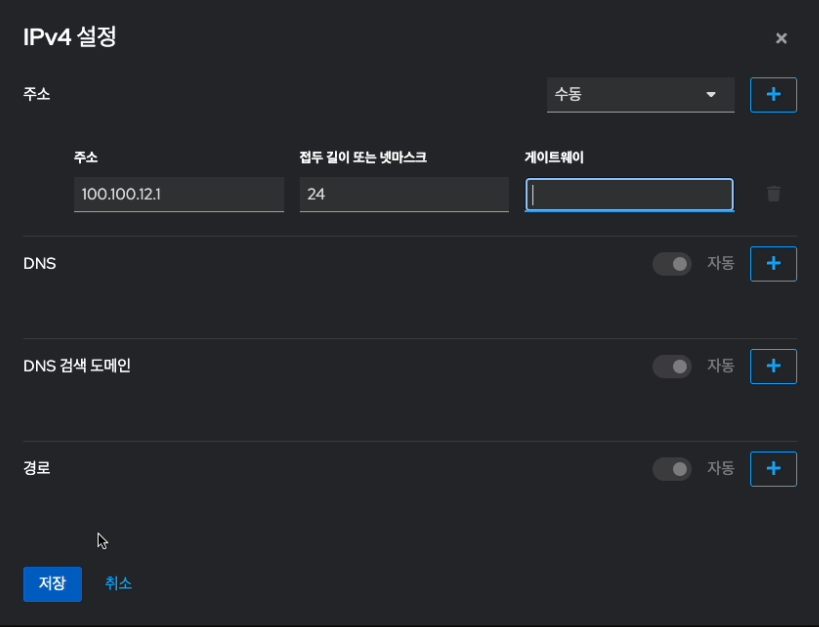 IPv4 설정
주소
수동
주소 접두 길이 또는 넷마스크 게이트웨이
100.100.12.1 24
DNS 자동
DNS 검색 도메인 자동
경로 자동
저장 취소